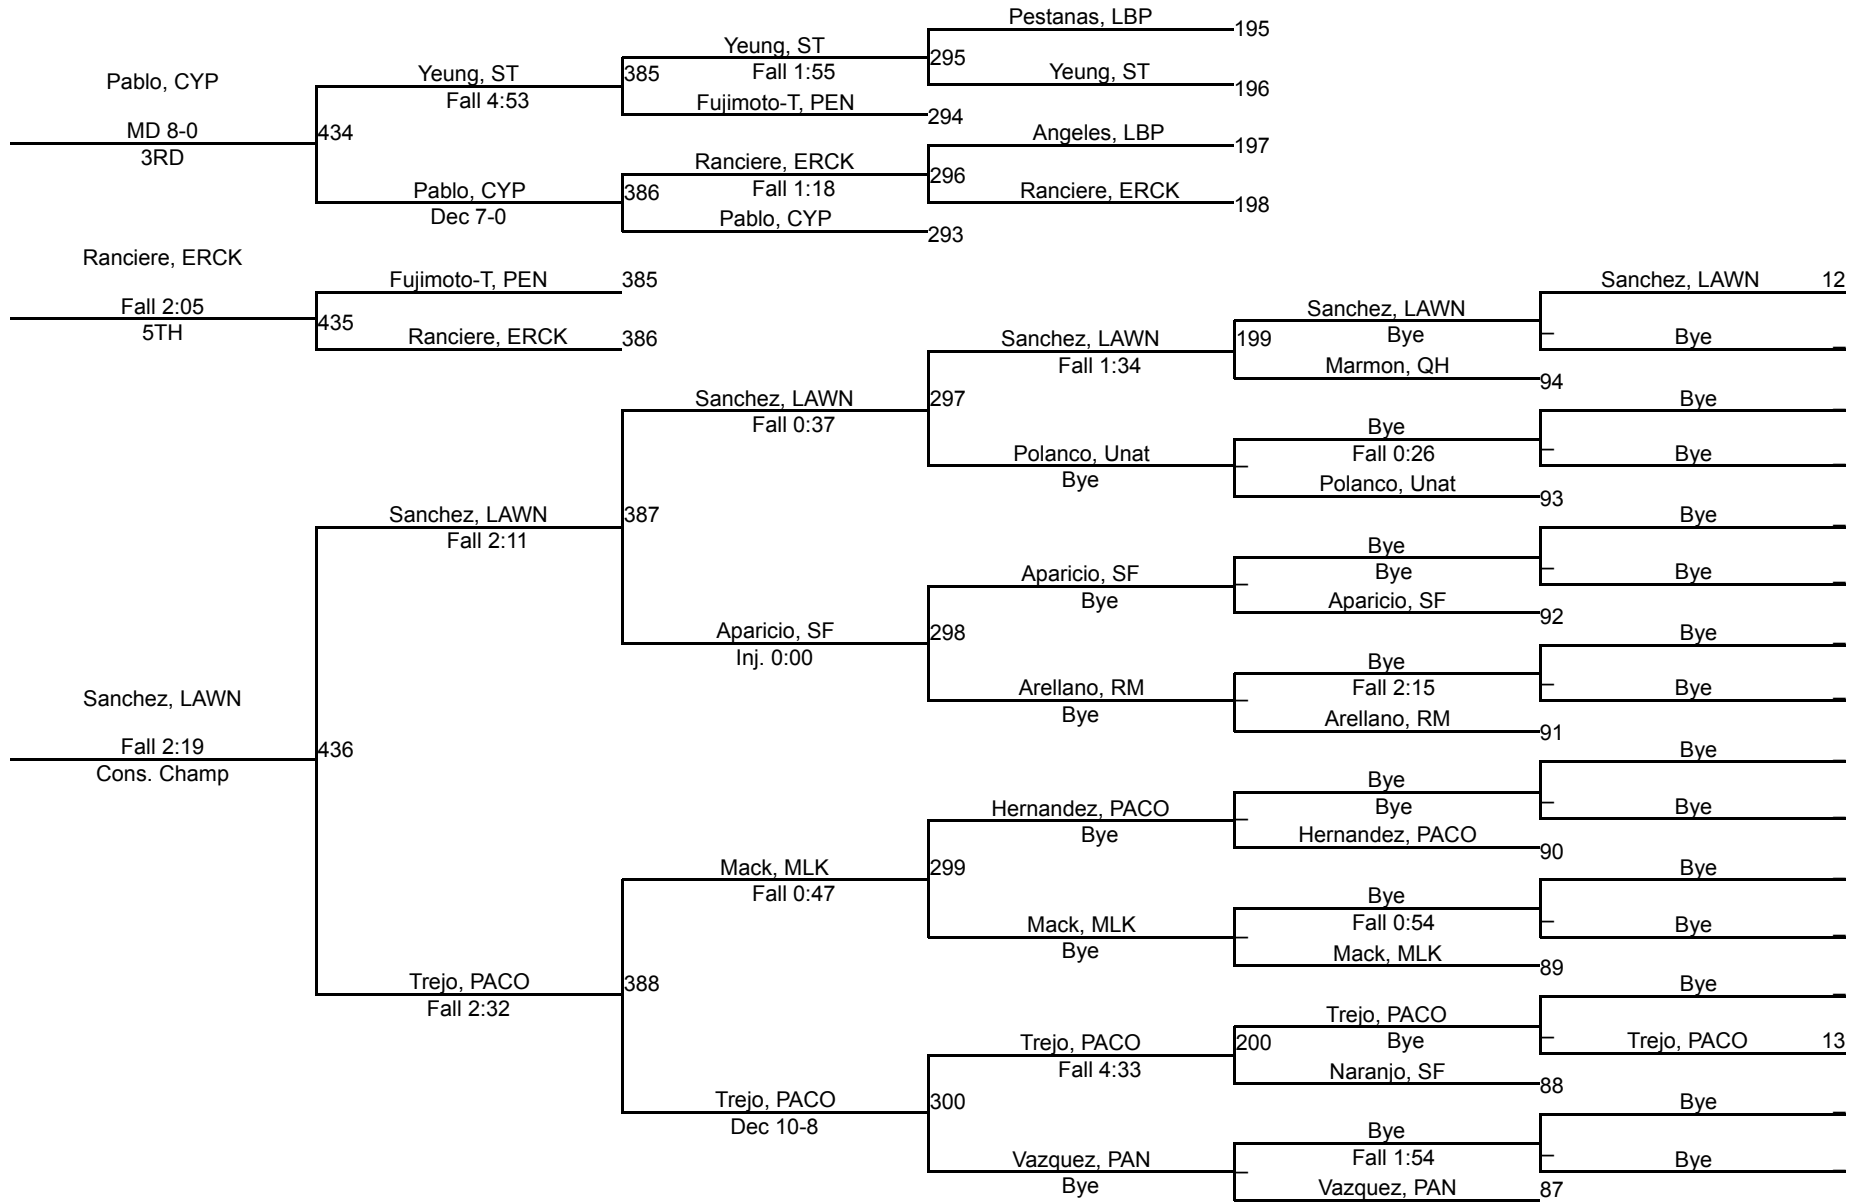 Pestanas, LBP
195
Yeung, ST
295
Fall 1:55
Yeung, ST
196
Pablo, CYP
Yeung, ST
385
Fall 4:53
Fujimoto-T, PEN
294
MD 8-0
434
3RD
Angeles, LBP
197
Ranciere, ERCK
296
Fall 1:18
Ranciere, ERCK
198
Pablo, CYP
386
Dec 7-0
Pablo, CYP
293
Ranciere, ERCK
Fall 2:05
5TH
Fujimoto-T, PEN
385
435
Ranciere, ERCK
386
Sanchez, LAWN
12
Sanchez, LAWN
Bye
Bye
Sanchez, LAWN
199
Fall 1:34
Marmon, QH
94
Sanchez, LAWN
297
Fall 0:37
Bye
Bye
Bye
Polanco, Unat
Fall 0:26
Bye
Polanco, Unat
93
Sanchez, LAWN
387
Fall 2:11
Bye
Bye
Bye
Aparicio, SF
Bye
Bye
Aparicio, SF
92
Aparicio, SF
298
Inj. 0:00
Bye
Bye
Bye
Arellano, RM
Fall 2:15
Bye
Arellano, RM
91
Sanchez, LAWN
Fall 2:19
436
Cons. Champ
Bye
Bye
Bye
Hernandez, PACO
Bye
Bye
Hernandez, PACO
90
Mack, MLK
299
Fall 0:47
Bye
Bye
Bye
Mack, MLK
Fall 0:54
Bye
Mack, MLK
89
Trejo, PACO
388
Fall 2:32
Bye
Trejo, PACO
Trejo, PACO
13
Trejo, PACO
200
Bye
Fall 4:33
Naranjo, SF
88
Trejo, PACO
300
Dec 10-8
Bye
Bye
Bye
Vazquez, PAN
Fall 1:54
Bye
Vazquez, PAN
87